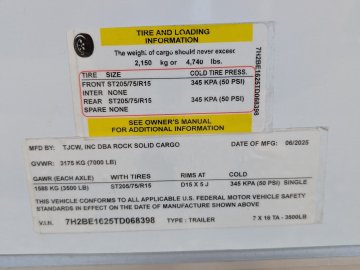 TIRE AND LOADING
INFORMATION
The weight of cargo should never exceed
2,150 kg or 4,740 lbs.
TIRE SIZE COLD TIRE PRESS.
FRONT ST205/75/R15 345 KPA (50 PSI)
INTER NONE
REAR ST205/75/R15 345 KPA (50 PSI)
SPARE NONE
SEE OWNER'S MANUAL
FOR ADDITIONAL INFORMATION
7H2BE1625TD068398
MFD BY: TJCW, INC DBA ROCK SOLID CARGO DATE OF MFG: 06/2025
GVWR: 3175 KG (7000 LB)
GAWR (EACH AXLE) WITH TIRES RIMS AT COLD
1588 KG (3500 LB) ST205/75/R15 D15 X 5 J 345 KPA (50 PSI) SINGLE
THIS VEHICLE CONFORMS TO ALL APPLICABLE U.S. FEDERAL MOTOR VEHICLE SAFETY
STANDARDS IN EFFECT ON THE DATE OF MANUFACTURE SHOWN ABOVE
V.I.N.: 7H2BE1625TD068398 TYPE: TRAILER 7 X 16 TA - 3500LB